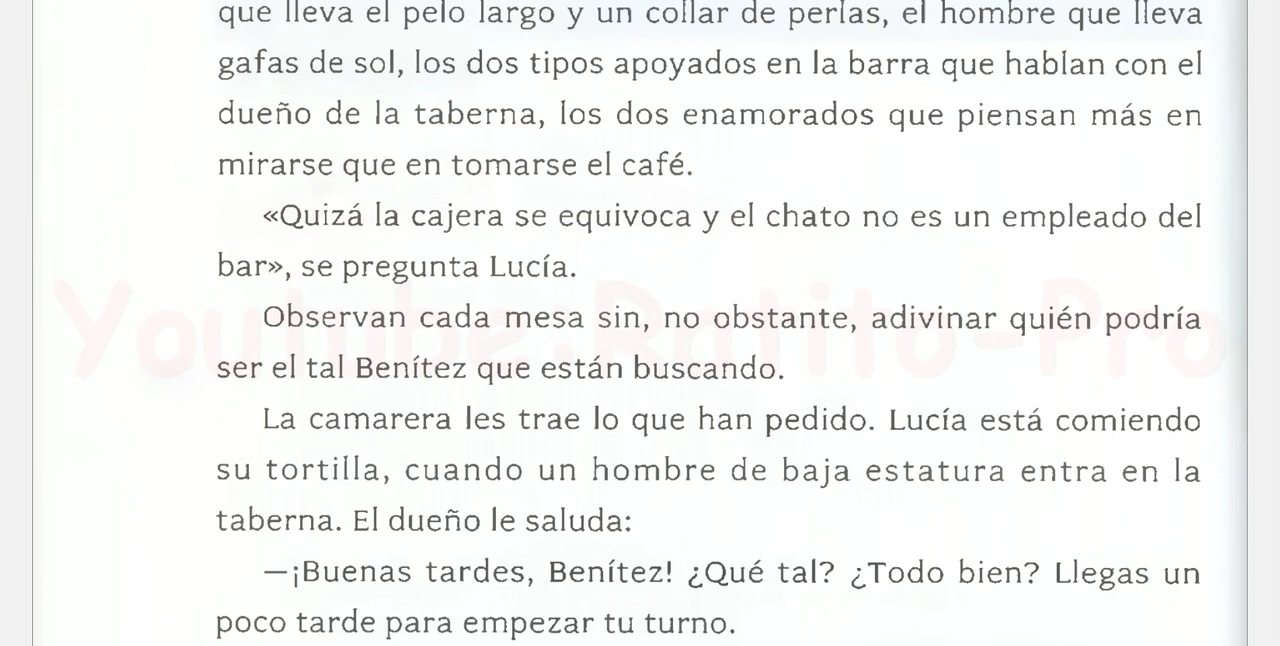 que lleva el pelo largo y un collar de perlas, el hombre que lleva
gafas de sol, los dos tipos apoyados en la barra que hablan con el
dueño de la taberna, los dos enamorados que piensan más en
mirarse que en tomarse el café.
«Quizá la cajera se equivoca y el chato no es un empleado del
bar», se pregunta Lucía.
Youtube:Ratito-Pro
Observan cada mesa sin, no obstante, adivinar quién podría
ser el tal Benítez que están buscando.
La camarera les trae lo que han pedido. Lucía está comiendo
su tortilla, cuando un hombre de baja estatura entra en la
taberna. El dueño le saluda:
—¡Buenas tardes, Benítez! ¿Qué tal? ¿Todo bien? Llegas un
poco tarde para empezar tu turno.